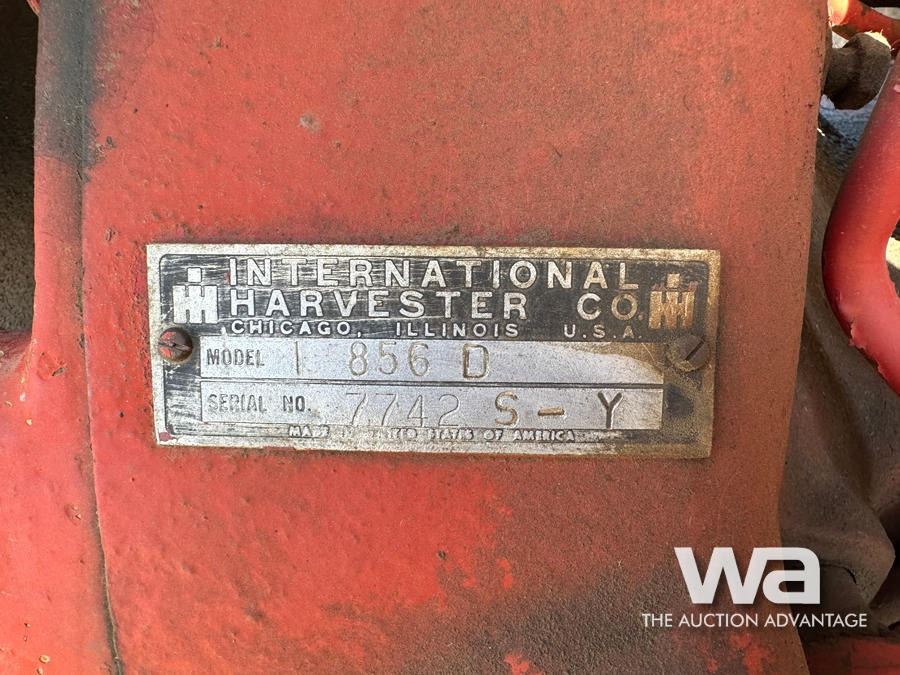 INTERNATIONAL
HARVESTER CO.
CHICAGO, ILLINOIS U.S.A.
MODEL I 856 D
SERIAL NO. 7742 S - Y
MADE IN UNITED STATES OF AMERICA
wa
THE AUCTION ADVANTAGE